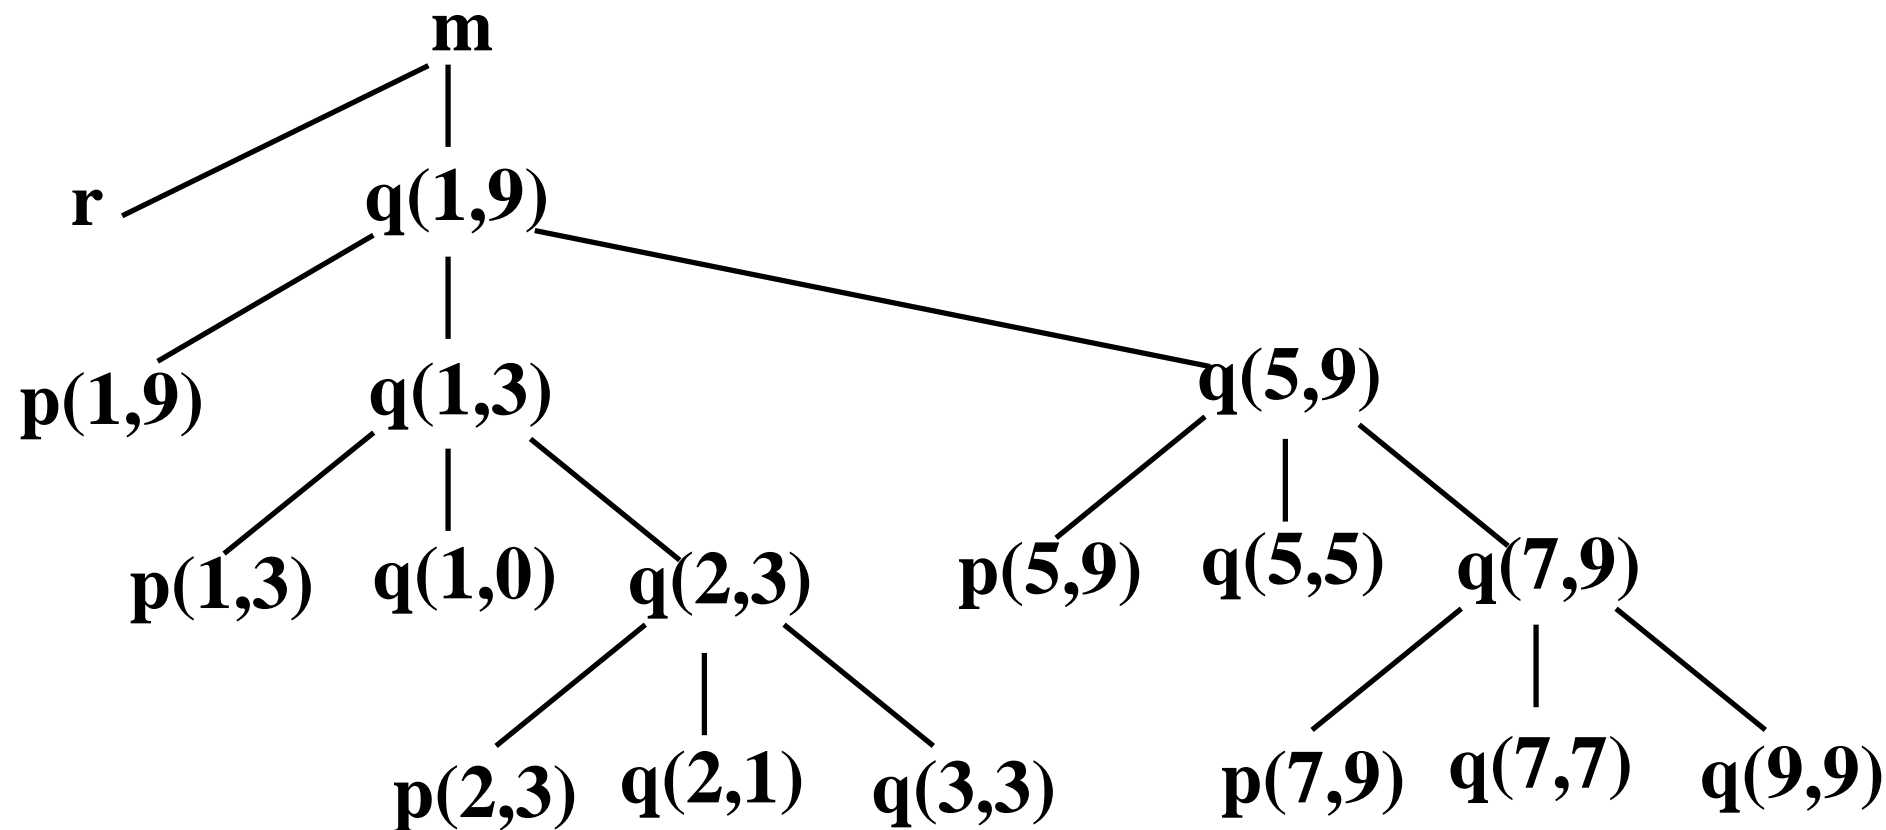 m
r q(1,9)
p(1,9) q(1,3) q(5,9)
p(1,3) q(1,0) q(2,3) p(5,9) q(5,5) q(7,9)
p(2,3) q(2,1) q(3,3) p(7,9) q(7,7) q(9,9)